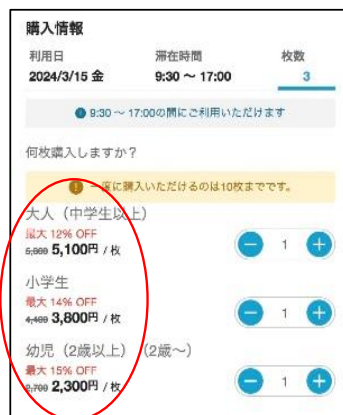 購入情報
利用日 滞在時間 枚数
2024/3/15 金 9:30 ～ 17:00 3
9:30 ～ 17:00の間にご利用いただけます
何枚購入しますか？
一度に購入いただけるのは10枚までです。
大人（中学生以上）
最大 12% OFF
5,800 5,100円 / 枚 1
小学生
最大 14% OFF
4,400 3,800円 / 枚 1
幼児（2歳以上）（2歳～）
最大 15% OFF
2,700 2,300円 / 枚 1